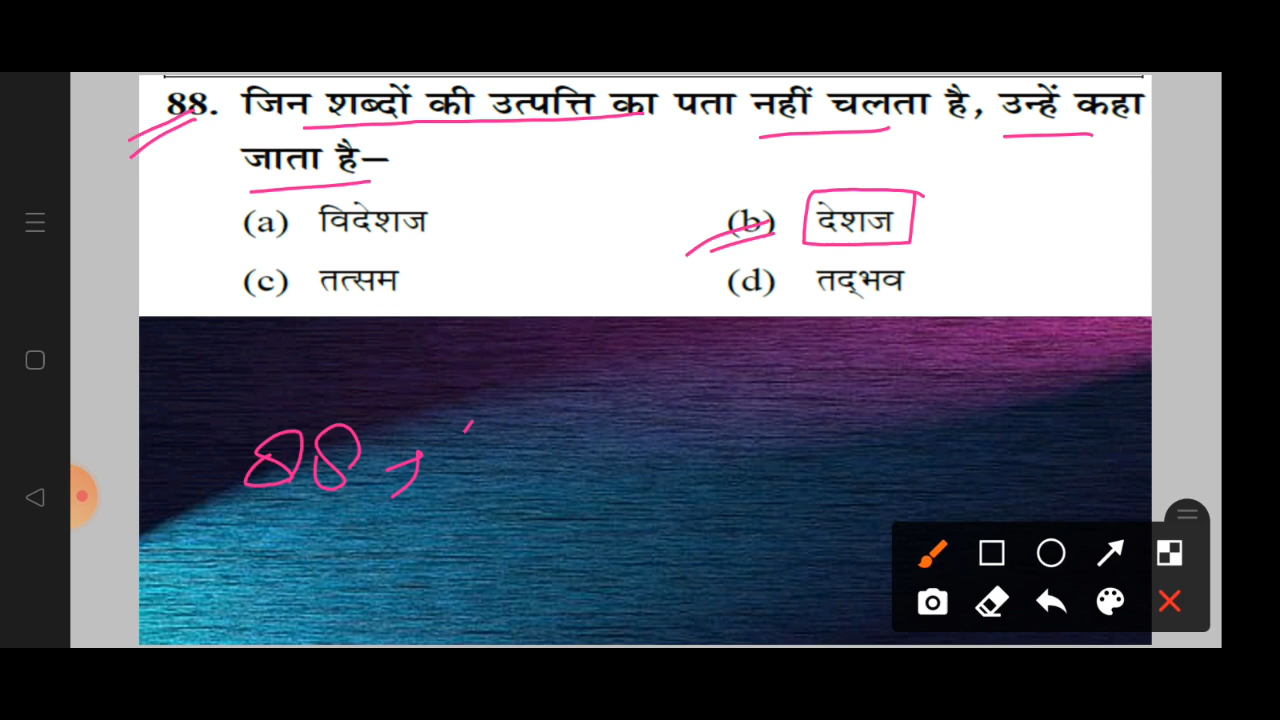 88. जिन शब्दों की उत्पत्ति का पता नहीं चलता है, उन्हें कहा
जाता है–
(a) विदेशज (b) देशज
(c) तत्सम (d) तद्‌भव
88